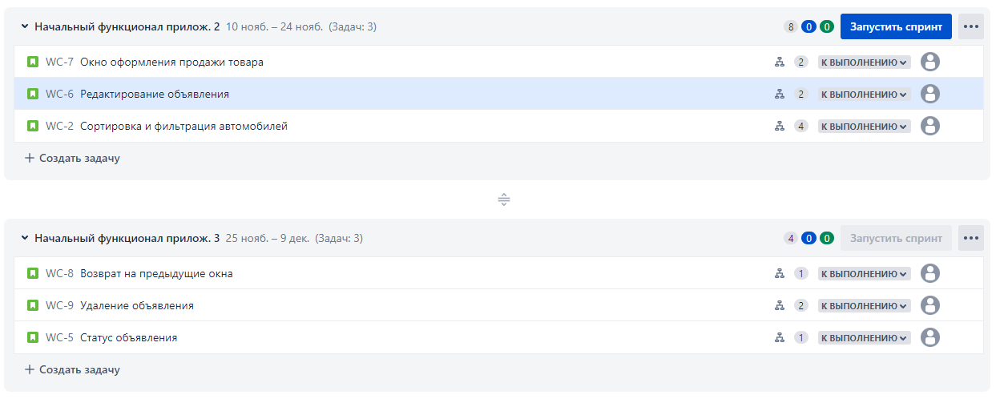 Начальный функционал прилож. 2 10 нояб. – 24 нояб. (Задач: 3) 8 0 0 Запустить спринт
WC-7 Окно оформления продажи товара 2 К ВЫПОЛНЕНИЮ
WC-6 Редактирование объявления 2 К ВЫПОЛНЕНИЮ
WC-2 Сортировка и фильтрация автомобилей 4 К ВЫПОЛНЕНИЮ
+ Создать задачу
Начальный функционал прилож. 3 25 нояб. – 9 дек. (Задач: 3) 4 0 0 Запустить спринт
WC-8 Возврат на предыдущие окна 1 К ВЫПОЛНЕНИЮ
WC-9 Удаление объявления 2 К ВЫПОЛНЕНИЮ
WC-5 Статус объявления 1 К ВЫПОЛНЕНИЮ
+ Создать задачу